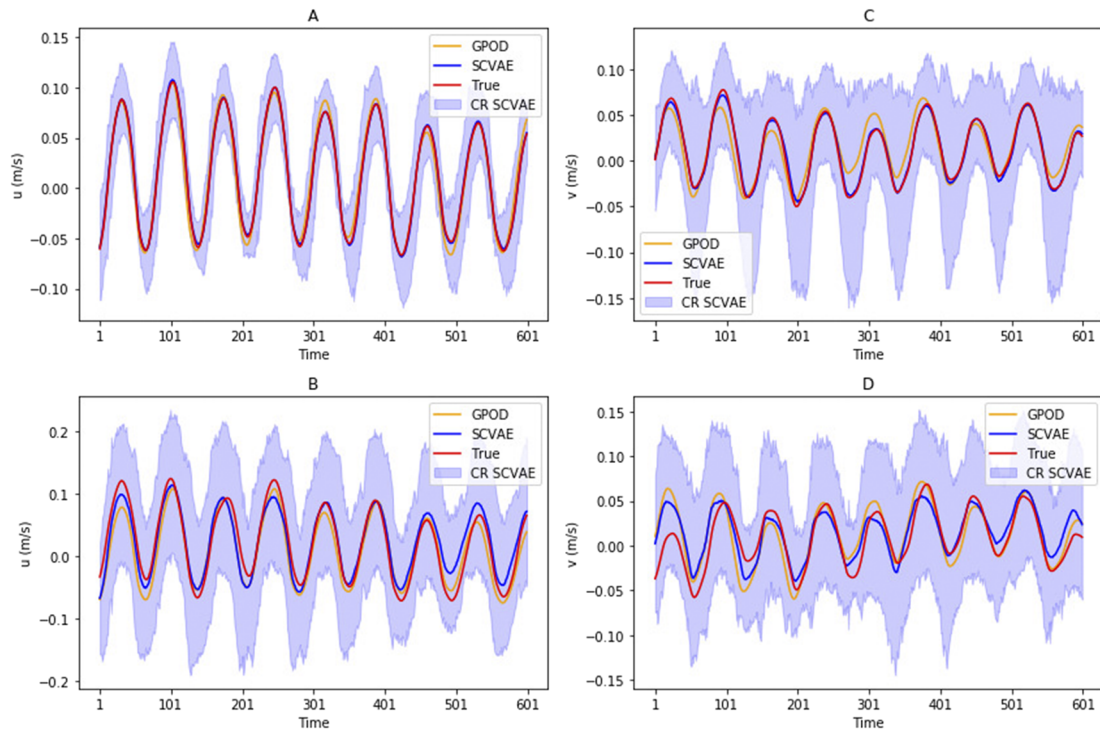 A
0.15
0.10
0.05
0.00
−0.05
−0.10
u (m/s)
GPOD
SCVAE
True
CR SCVAE
1 101 201 301 401 501 601
Time
C
0.10
0.05
0.00
−0.05
−0.10
−0.15
v (m/s)
GPOD
SCVAE
True
CR SCVAE
1 101 201 301 401 501 601
Time
B
0.2
0.1
0.0
−0.1
−0.2
u (m/s)
GPOD
SCVAE
True
CR SCVAE
1 101 201 301 401 501 601
Time
D
0.15
0.10
0.05
0.00
−0.05
−0.10
−0.15
v (m/s)
GPOD
SCVAE
True
CR SCVAE
1 101 201 301 401 501 601
Time